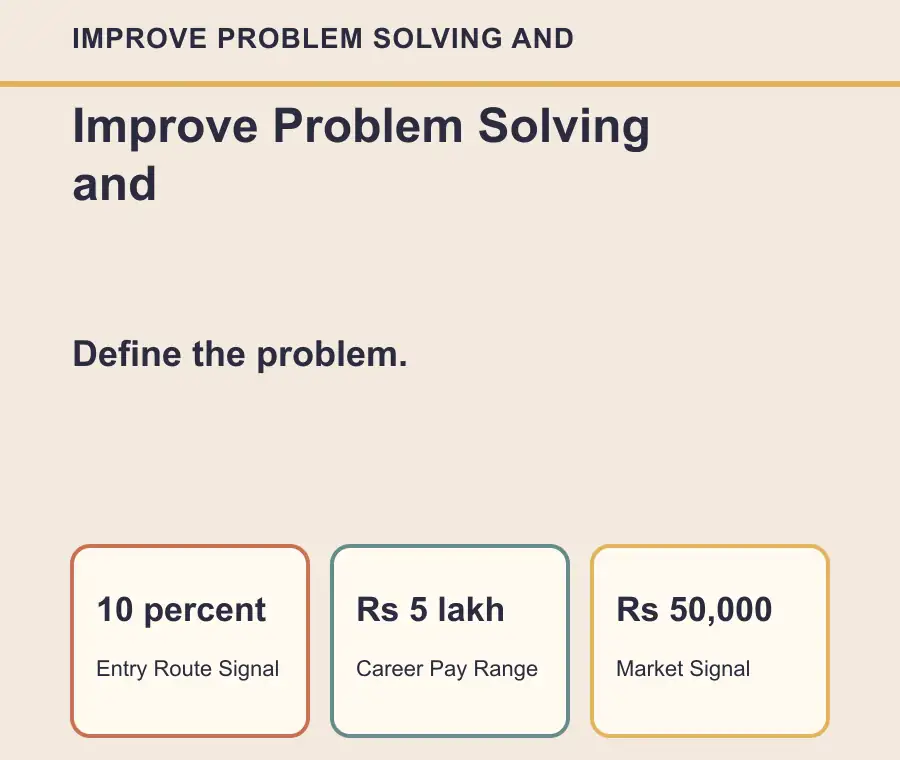 IMPROVE PROBLEM SOLVING AND
Improve Problem Solving
and
Define the problem.
10 percent
Entry Route Signal
Rs 5 lakh
Career Pay Range
Rs 50,000
Market Signal